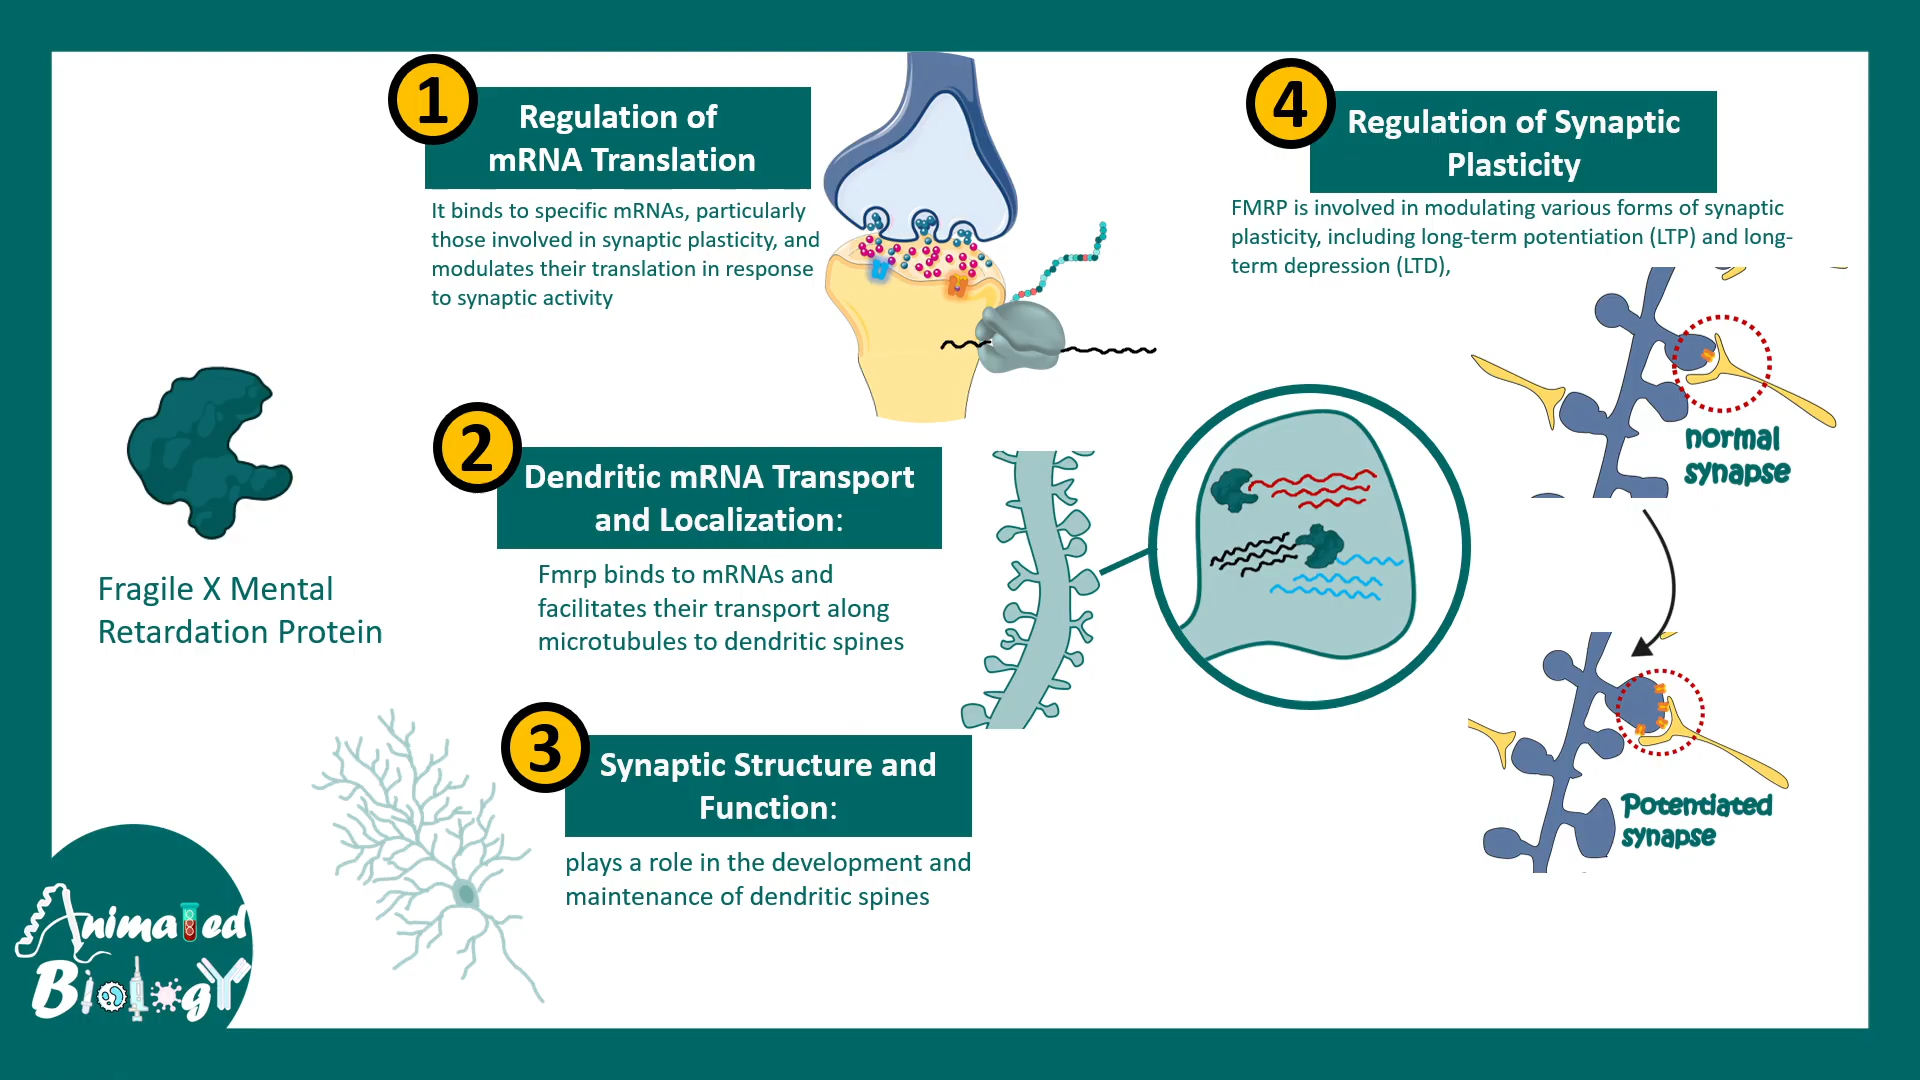 1
Regulation of
mRNA Translation
It binds to specific mRNAs, particularly
those involved in synaptic plasticity, and
modulates their translation in response
to synaptic activity
2
Dendritic mRNA Transport
and Localization:
Fmrp binds to mRNAs and
facilitates their transport along
microtubules to dendritic spines
3
Synaptic Structure and
Function:
plays a role in the development and
maintenance of dendritic spines
4
Regulation of Synaptic
Plasticity
FMRP is involved in modulating various forms of synaptic
plasticity, including long-term potentiation (LTP) and long-
term depression (LTD),
normal
synapse
Potentiated
synapse
Fragile X Mental
Retardation Protein
Animated
Biology